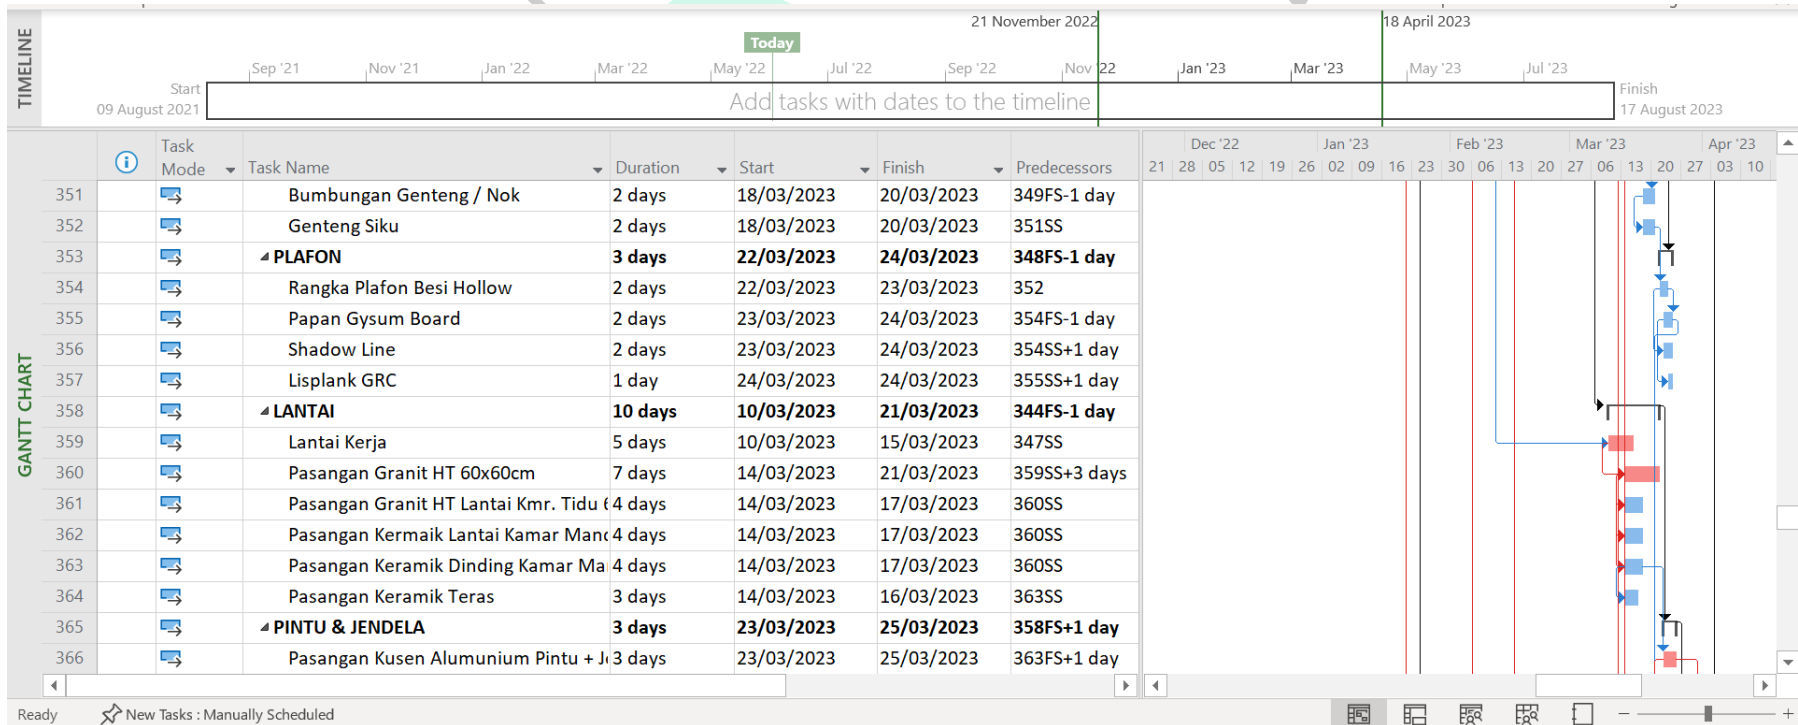 TIMELINE
21 November 2022
18 April 2023
Today
Sep '21
Nov '21
Jan '22
Mar '22
May '22
Jul '22
Sep '22
Nov '22
Jan '23
Mar '23
May '23
Jul '23
Start
09 August 2021
Add tasks with dates to the timeline
Finish
17 August 2023
GANTT CHART
Task Mode
Task Name
Duration
Start
Finish
Predecessors
Dec '22
Jan '23
Feb '23
Mar '23
Apr '23
21 28 05 12 19 26 02 09 16 23 30 06 13 20 27 06 13 20 27 03 10
351 Bumbungan Genteng / Nok 2 days 18/03/2023 20/03/2023 349FS-1 day
352 Genteng Siku 2 days 18/03/2023 20/03/2023 351SS
353 PLAFON 3 days 22/03/2023 24/03/2023 348FS-1 day
354 Rangka Plafon Besi Hollow 2 days 22/03/2023 23/03/2023 352
355 Papan Gysum Board 2 days 23/03/2023 24/03/2023 354FS-1 day
356 Shadow Line 2 days 23/03/2023 24/03/2023 354SS+1 day
357 Lisplank GRC 1 day 24/03/2023 24/03/2023 355SS+1 day
358 LANTAI 10 days 10/03/2023 21/03/2023 344FS-1 day
359 Lantai Kerja 5 days 10/03/2023 15/03/2023 347SS
360 Pasangan Granit HT 60x60cm 7 days 14/03/2023 21/03/2023 359SS+3 days
361 Pasangan Granit HT Lantai Kmr. Tidu 4 days 14/03/2023 17/03/2023 360SS
362 Pasangan Kermaik Lantai Kamar Man 4 days 14/03/2023 17/03/2023 360SS
363 Pasangan Keramik Dinding Kamar Ma 4 days 14/03/2023 17/03/2023 360SS
364 Pasangan Keramik Teras 3 days 14/03/2023 16/03/2023 363SS
365 PINTU & JENDELA 3 days 23/03/2023 25/03/2023 358FS+1 day
366 Pasangan Kusen Alumunium Pintu + J 3 days 23/03/2023 25/03/2023 363FS+1 day
Ready
New Tasks : Manually Scheduled